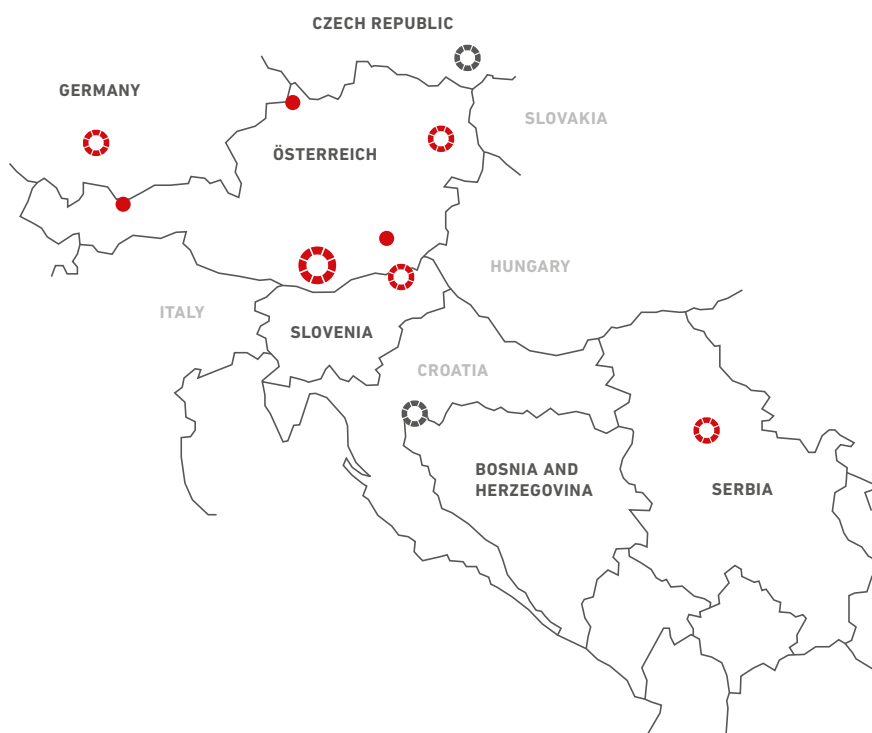 CZECH REPUBLIC
GERMANY
SLOVAKIA
ÖSTERREICH
HUNGARY
ITALY
SLOVENIA
CROATIA
BOSNIA AND
HERZEGOVINA
SERBIA